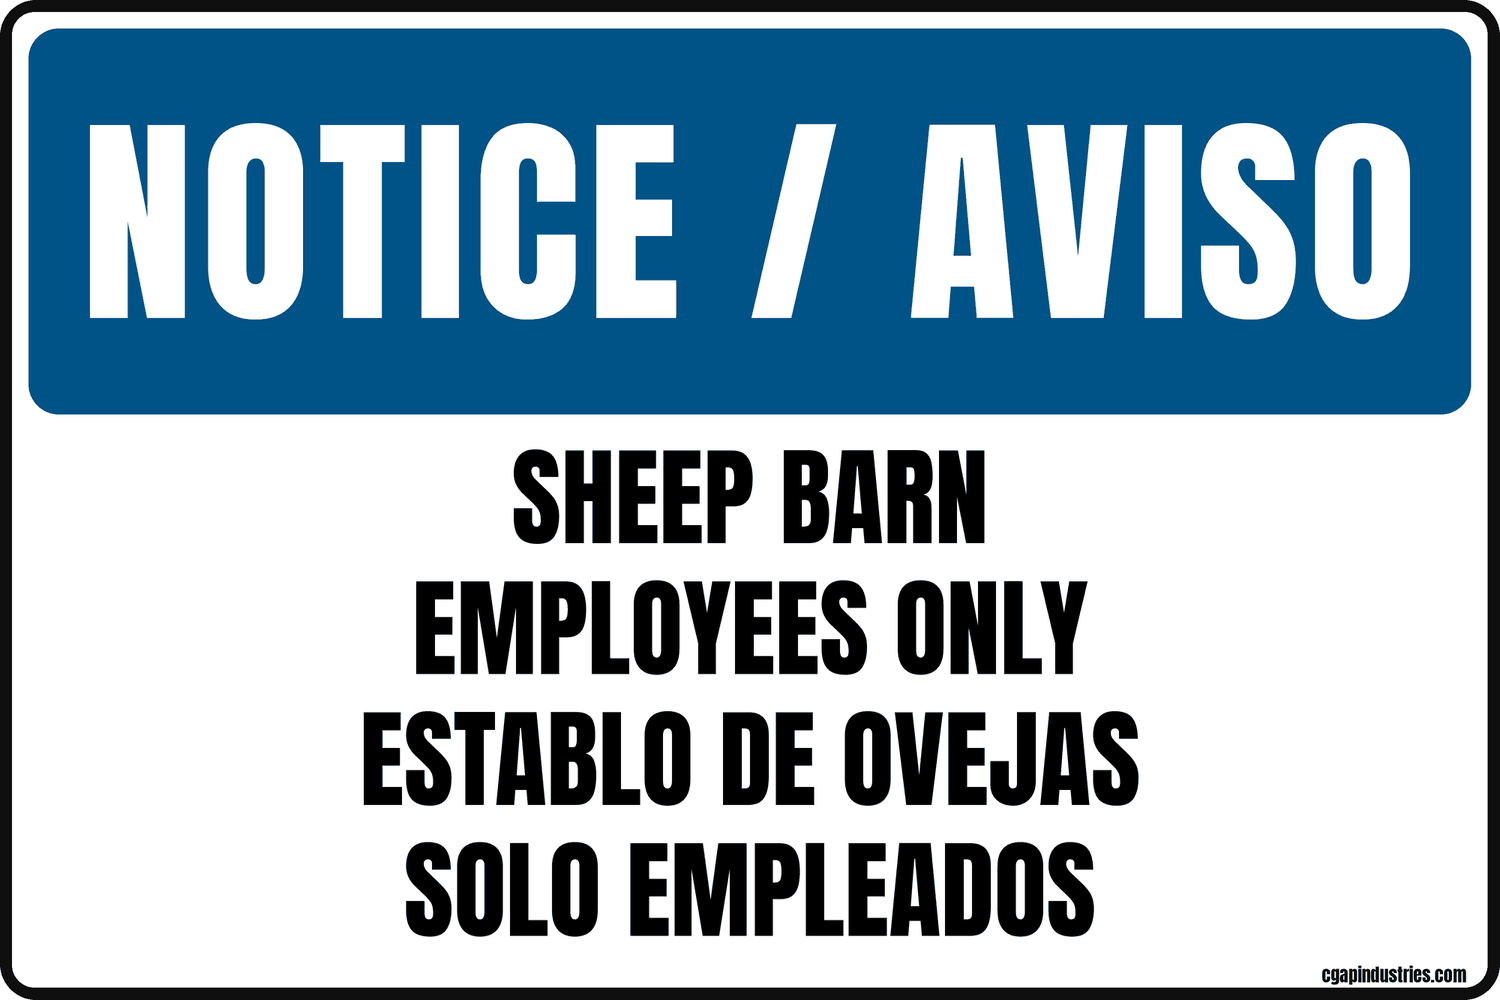 NOTICE / AVISO
SHEEP BARN
EMPLOYEES ONLY
ESTABLO DE OVEJAS
SOLO EMPLEADOS
cgapindustries.com